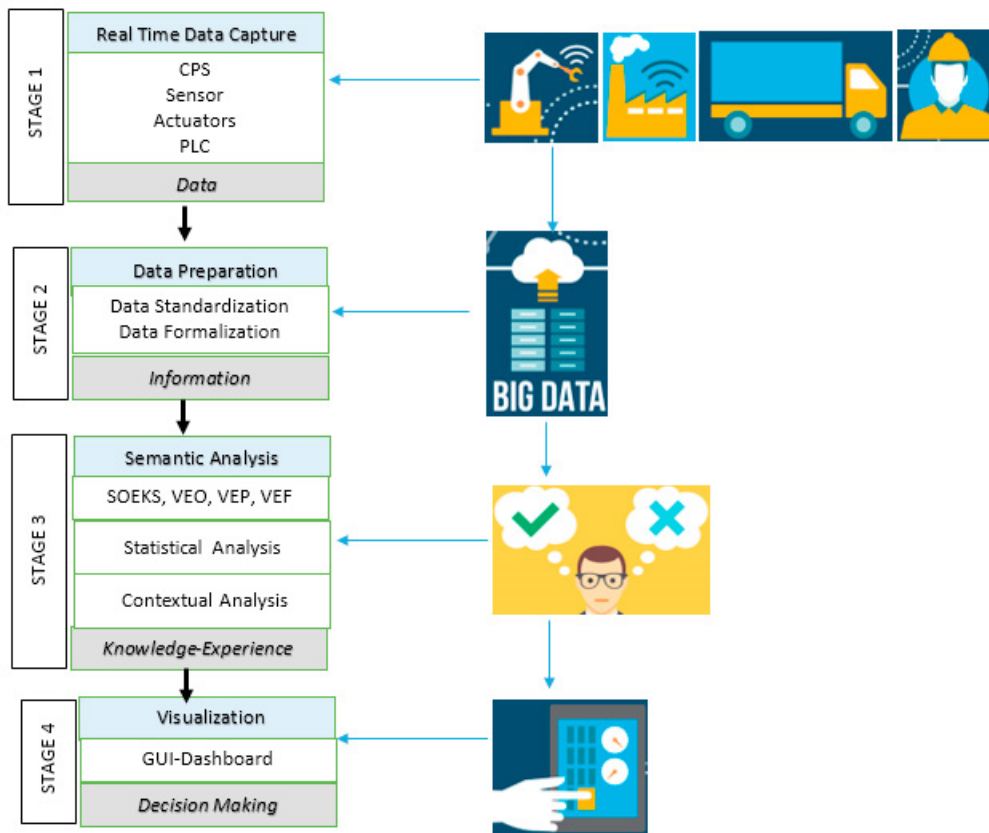 STAGE 1
Real Time Data Capture
CPS
Sensor
Actuators
PLC
Data
STAGE 2
Data Preparation
Data Standardization
Data Formalization
Information
BIG DATA
STAGE 3
Semantic Analysis
SOEKS, VEO, VEP, VEF
Statistical Analysis
Contextual Analysis
Knowledge-Experience
STAGE 4
Visualization
GUI-Dashboard
Decision Making